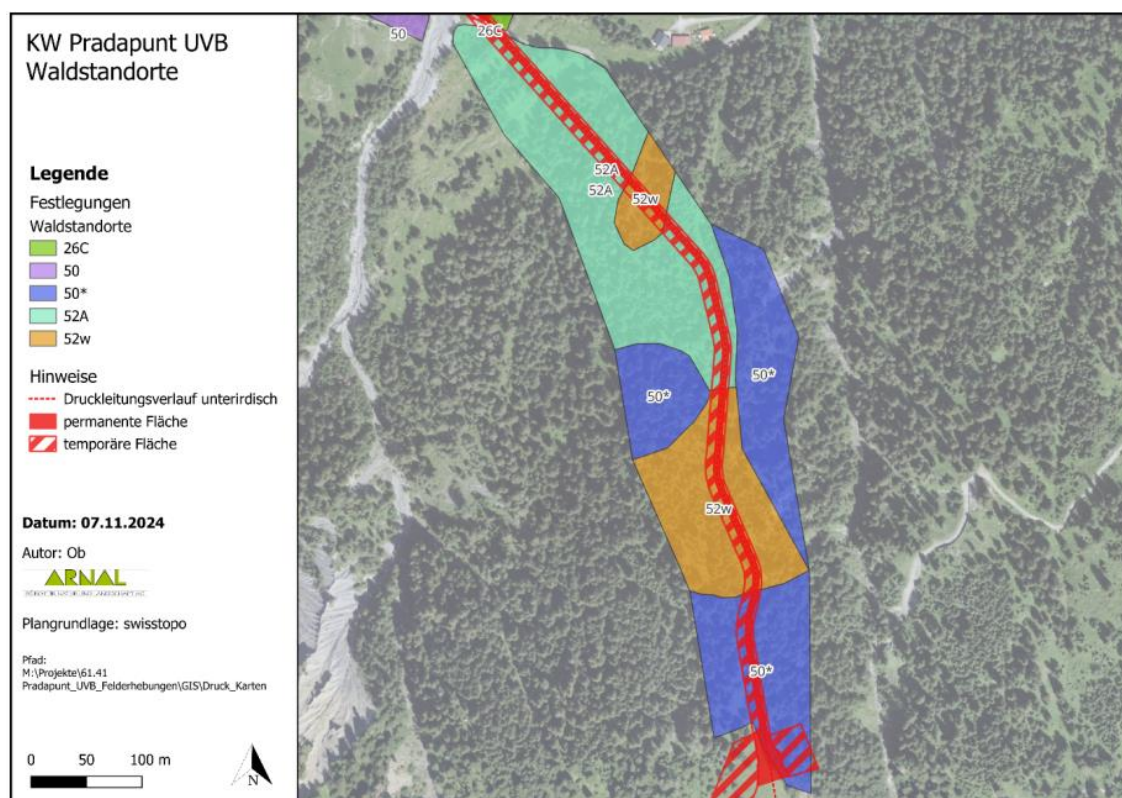 KW Pradapunt UVB
Waldstandorte
Legende
Festlegungen
Waldstandorte
26C
50
50*
52A
52w
Hinweise
Druckleitungsverlauf unterirdisch
permanente Fläche
temporäre Fläche
Datum: 07.11.2024
Autor: Ob
ARNAL
Plangrundlage: swisstopo
Pfad:
M:\Projekte\61.41
Pradapunt_UVB_Felderhebungen\GIS\Druck_Karten
0 50 100 m
N
50
26C
52A
52A
52w
50*
50*
52w
50*